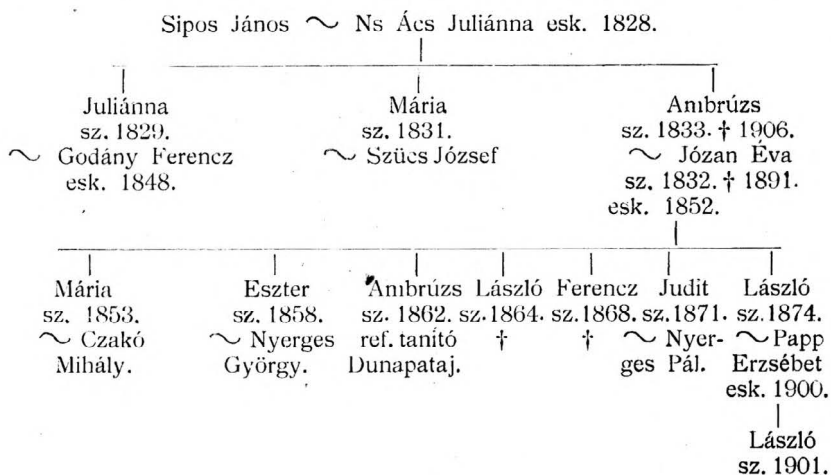 Sipos János ~ Ns Ács Juliánna esk. 1828.
Juliánna
sz. 1829.
~ Godány Ferencz
esk. 1848.
Mária
sz. 1831.
~ Szücs József
Ambrúzs
sz. 1833. † 1906.
~ Józan Éva
sz. 1832. † 1891.
esk. 1852.
Mária
sz. 1853.
~ Czakó
Mihály.
Eszter
sz. 1858.
~ Nyerges
György.
Ambrúzs
sz. 1862.
ref. tanító
Dunapataj.
László
sz. 1864.
†
Ferencz
sz. 1868.
†
Judit
sz. 1871.
~ Nyer-
ges Pál.
László
sz. 1874.
~ Papp
Erzsébet
esk. 1900.
László
sz. 1901.